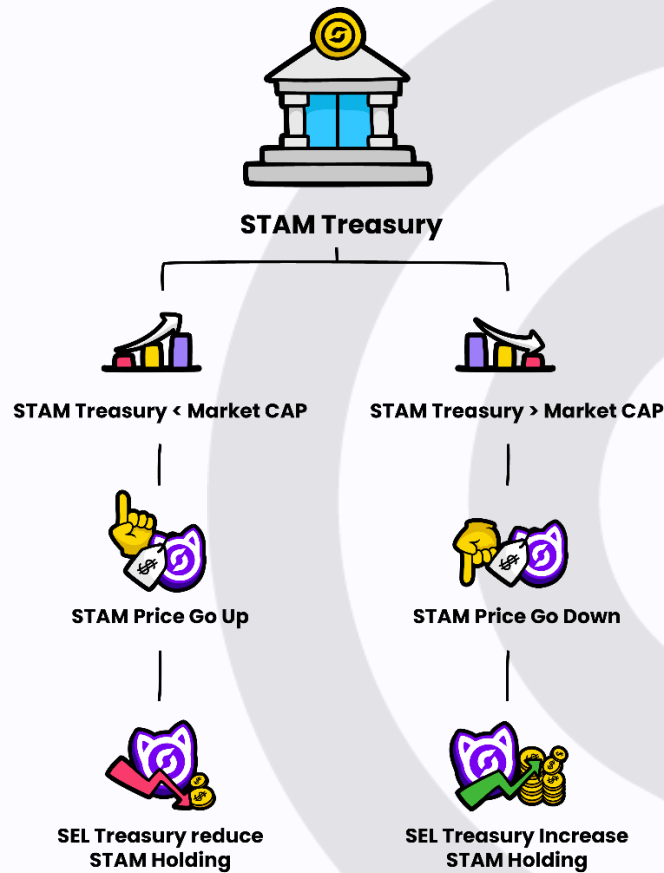 STAM Treasury
STAM Treasury < Market CAP
STAM Treasury > Market CAP
$
$
STAM Price Go Up
STAM Price Go Down
SEL Treasury reduce
STAM Holding
SEL Treasury Increase
STAM Holding